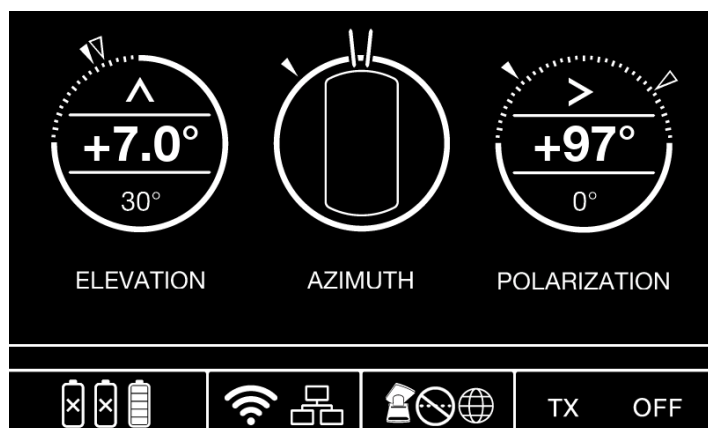 +7.0° +97°
30° 0°
ELEVATION AZIMUTH POLARIZATION
TX OFF